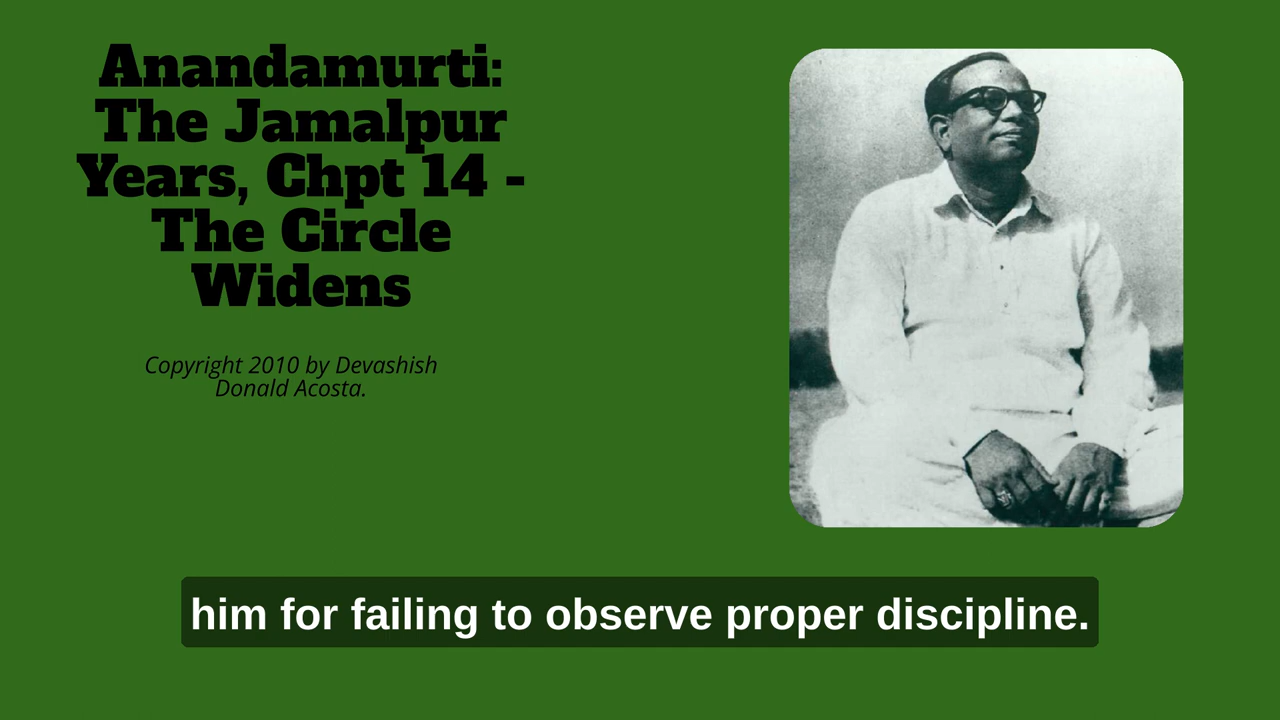 Anandamurti:
The Jamalpur
Years, Chpt 14 -
The Circle
Widens
Copyright 2010 by Devashish
Donald Acosta.
him for failing to observe proper discipline.